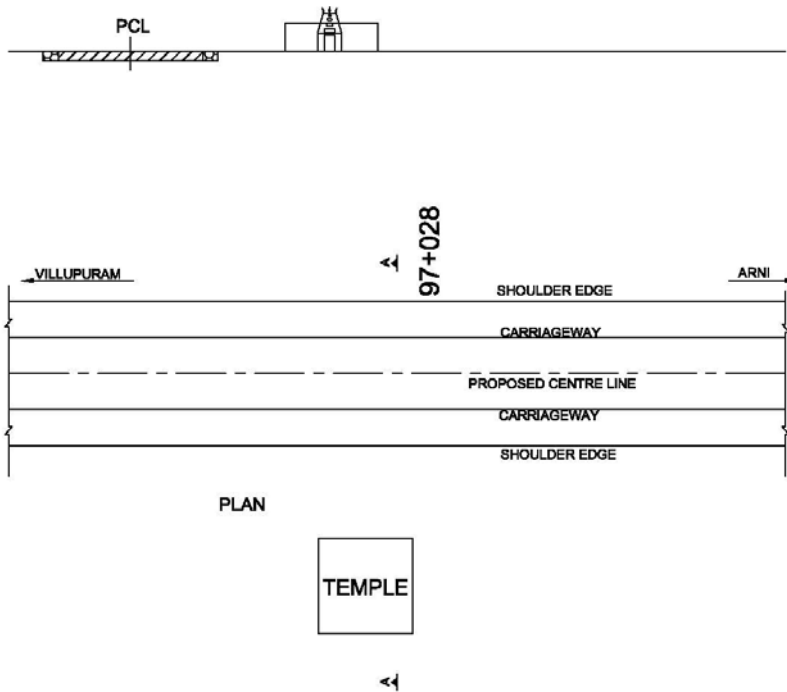 PCL
A
97+028
VILLUPURAM
ARNI
SHOULDER EDGE
CARRIAGEWAY
PROPOSED CENTRE LINE
CARRIAGEWAY
SHOULDER EDGE
PLAN
TEMPLE
A